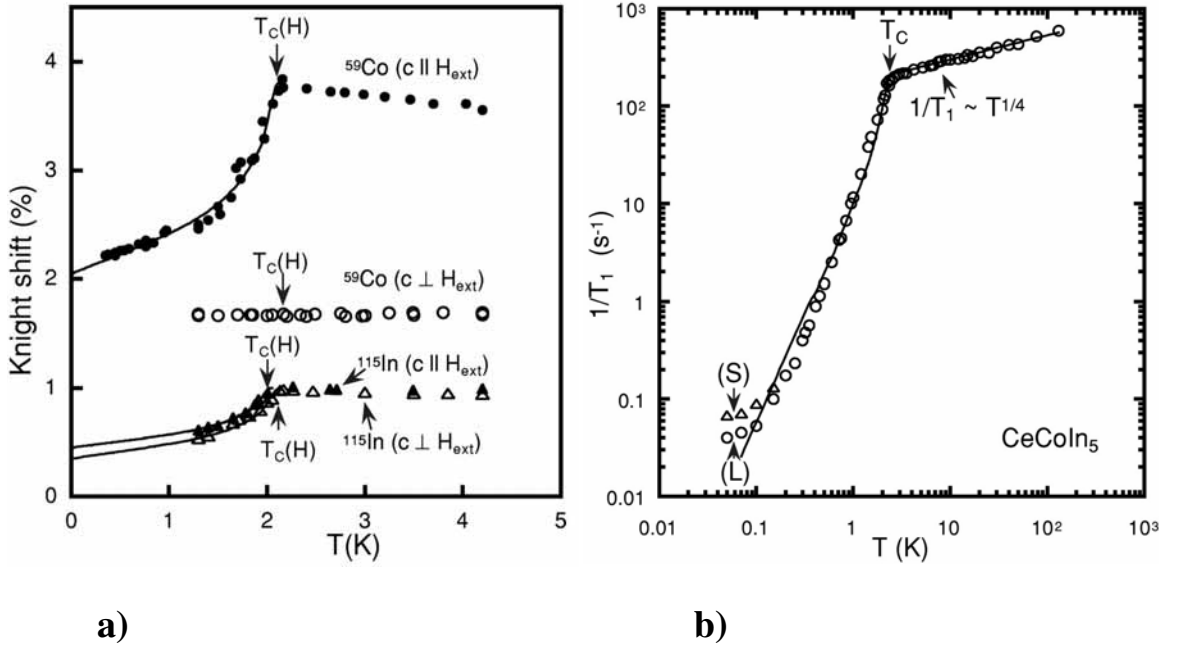 T_C(H)
⁵⁹Co (c || H_ext)
T_C(H)
⁵⁹Co (c ⊥ H_ext)
T_C(H)
¹¹⁵In (c || H_ext)
T_C(H)
¹¹⁵In (c ⊥ H_ext)
Knight shift (%)
4
3
2
1
0
0 1 2 3 4 5
T(K)
a)
T_C
1/T₁ ~ T^1/4
(S)
(L)
CeCoIn₅
1/T₁ (s⁻¹)
10³
10²
10
1
0.1
0.01
0.01 0.1 1 10 10² 10³
T (K)
b)